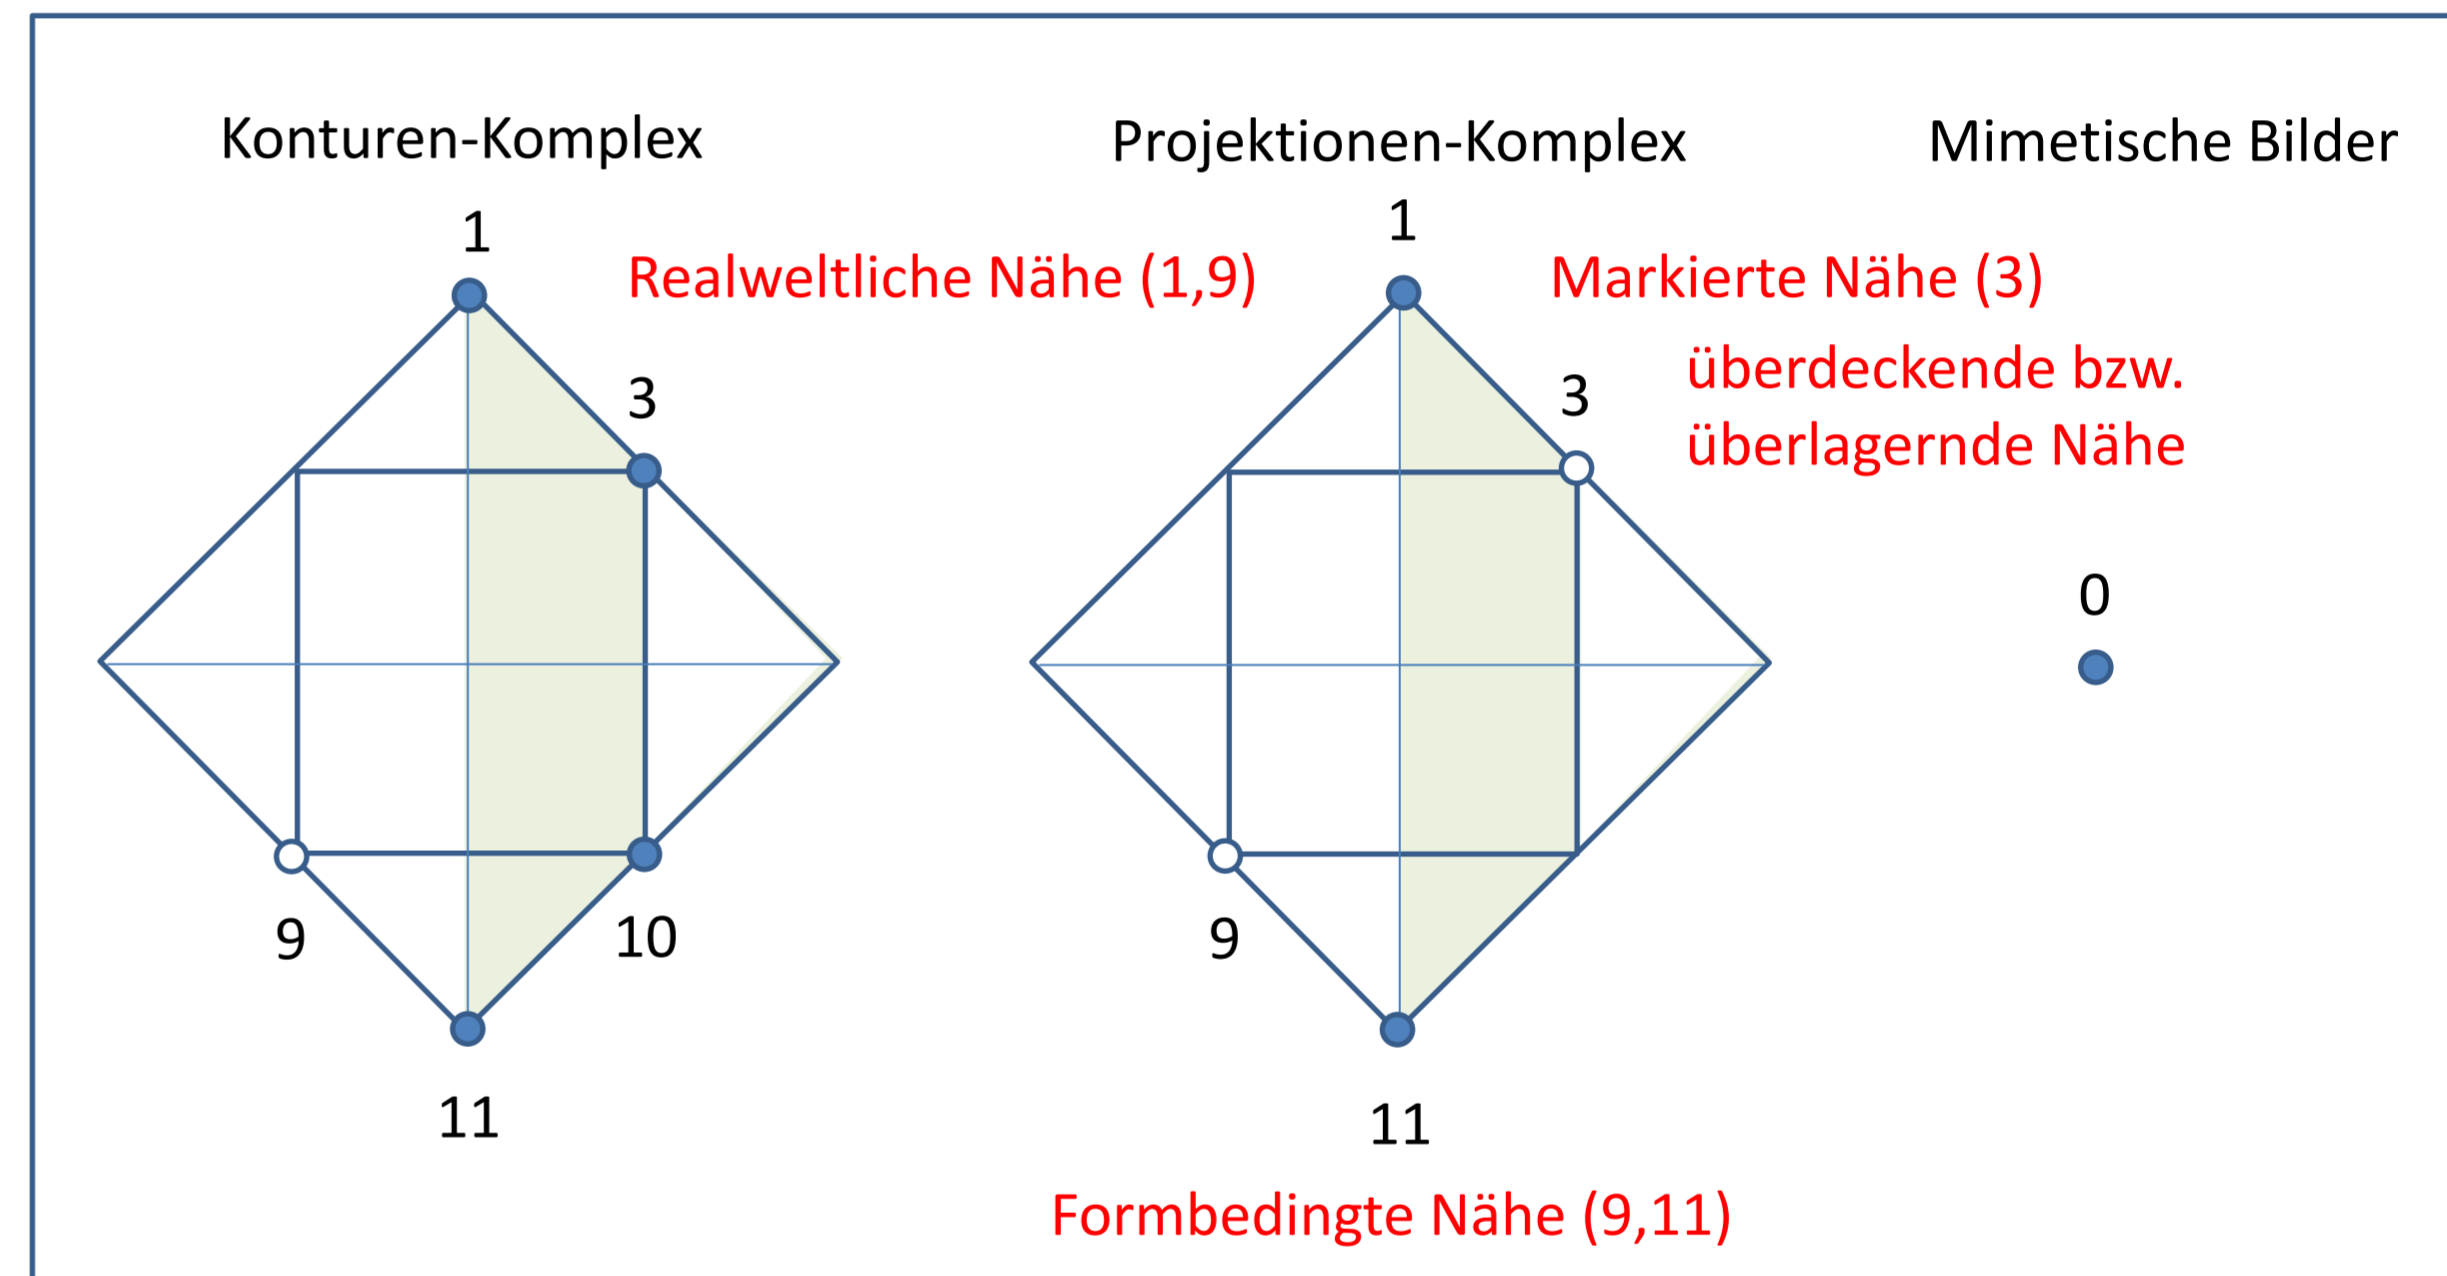 Konturen-Komplex
Projektionen-Komplex
Mimetische Bilder
1
1
Realweltliche Nähe (1,9)
Markierte Nähe (3)
überdeckende bzw.
3
3
überlagernde Nähe
0
9
10
9
11
11
Formbedingte Nähe (9,11)